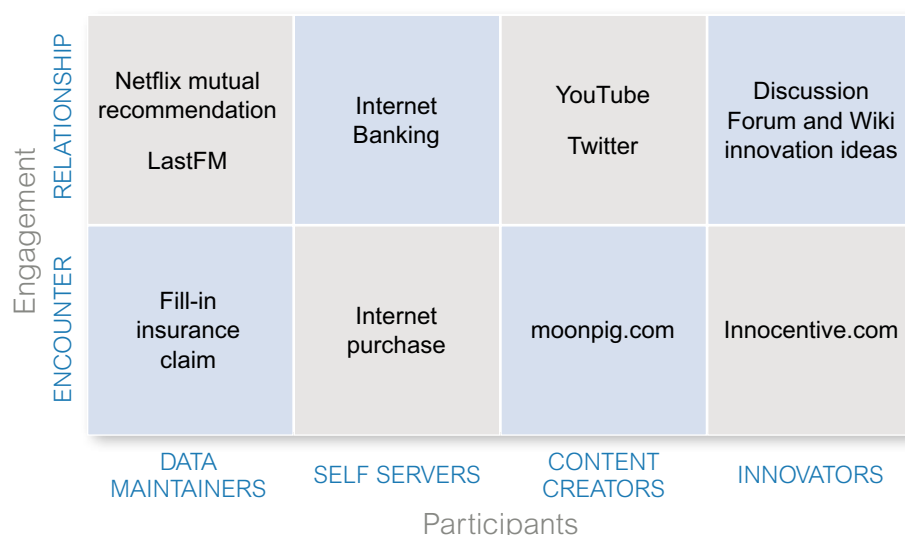 Engagement
RELATIONSHIP
Netflix mutual
recommendation
LastFM
Internet
Banking
YouTube
Twitter
Discussion
Forum and Wiki
innovation ideas
ENCOUNTER
Fill-in
insurance
claim
Internet
purchase
moonpig.com
Innocentive.com
DATA
MAINTAINERS
SELF SERVERS
CONTENT
CREATORS
INNOVATORS
Participants